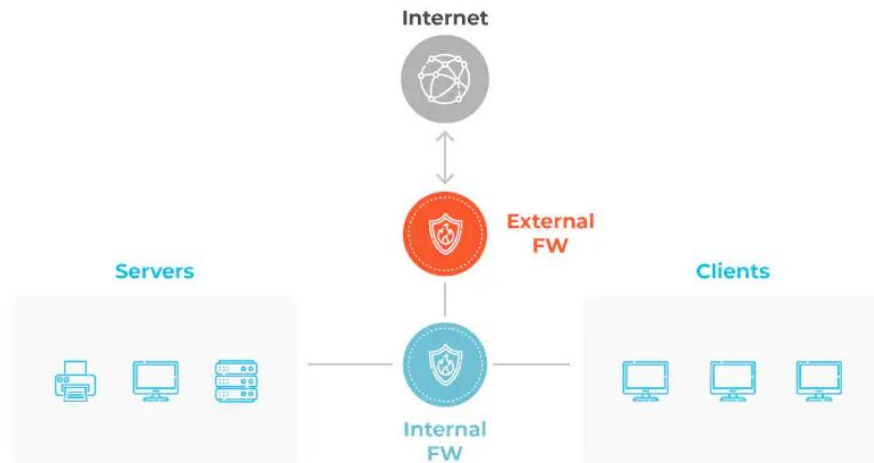 Internet
External
FW
Servers
Clients
Internal
FW